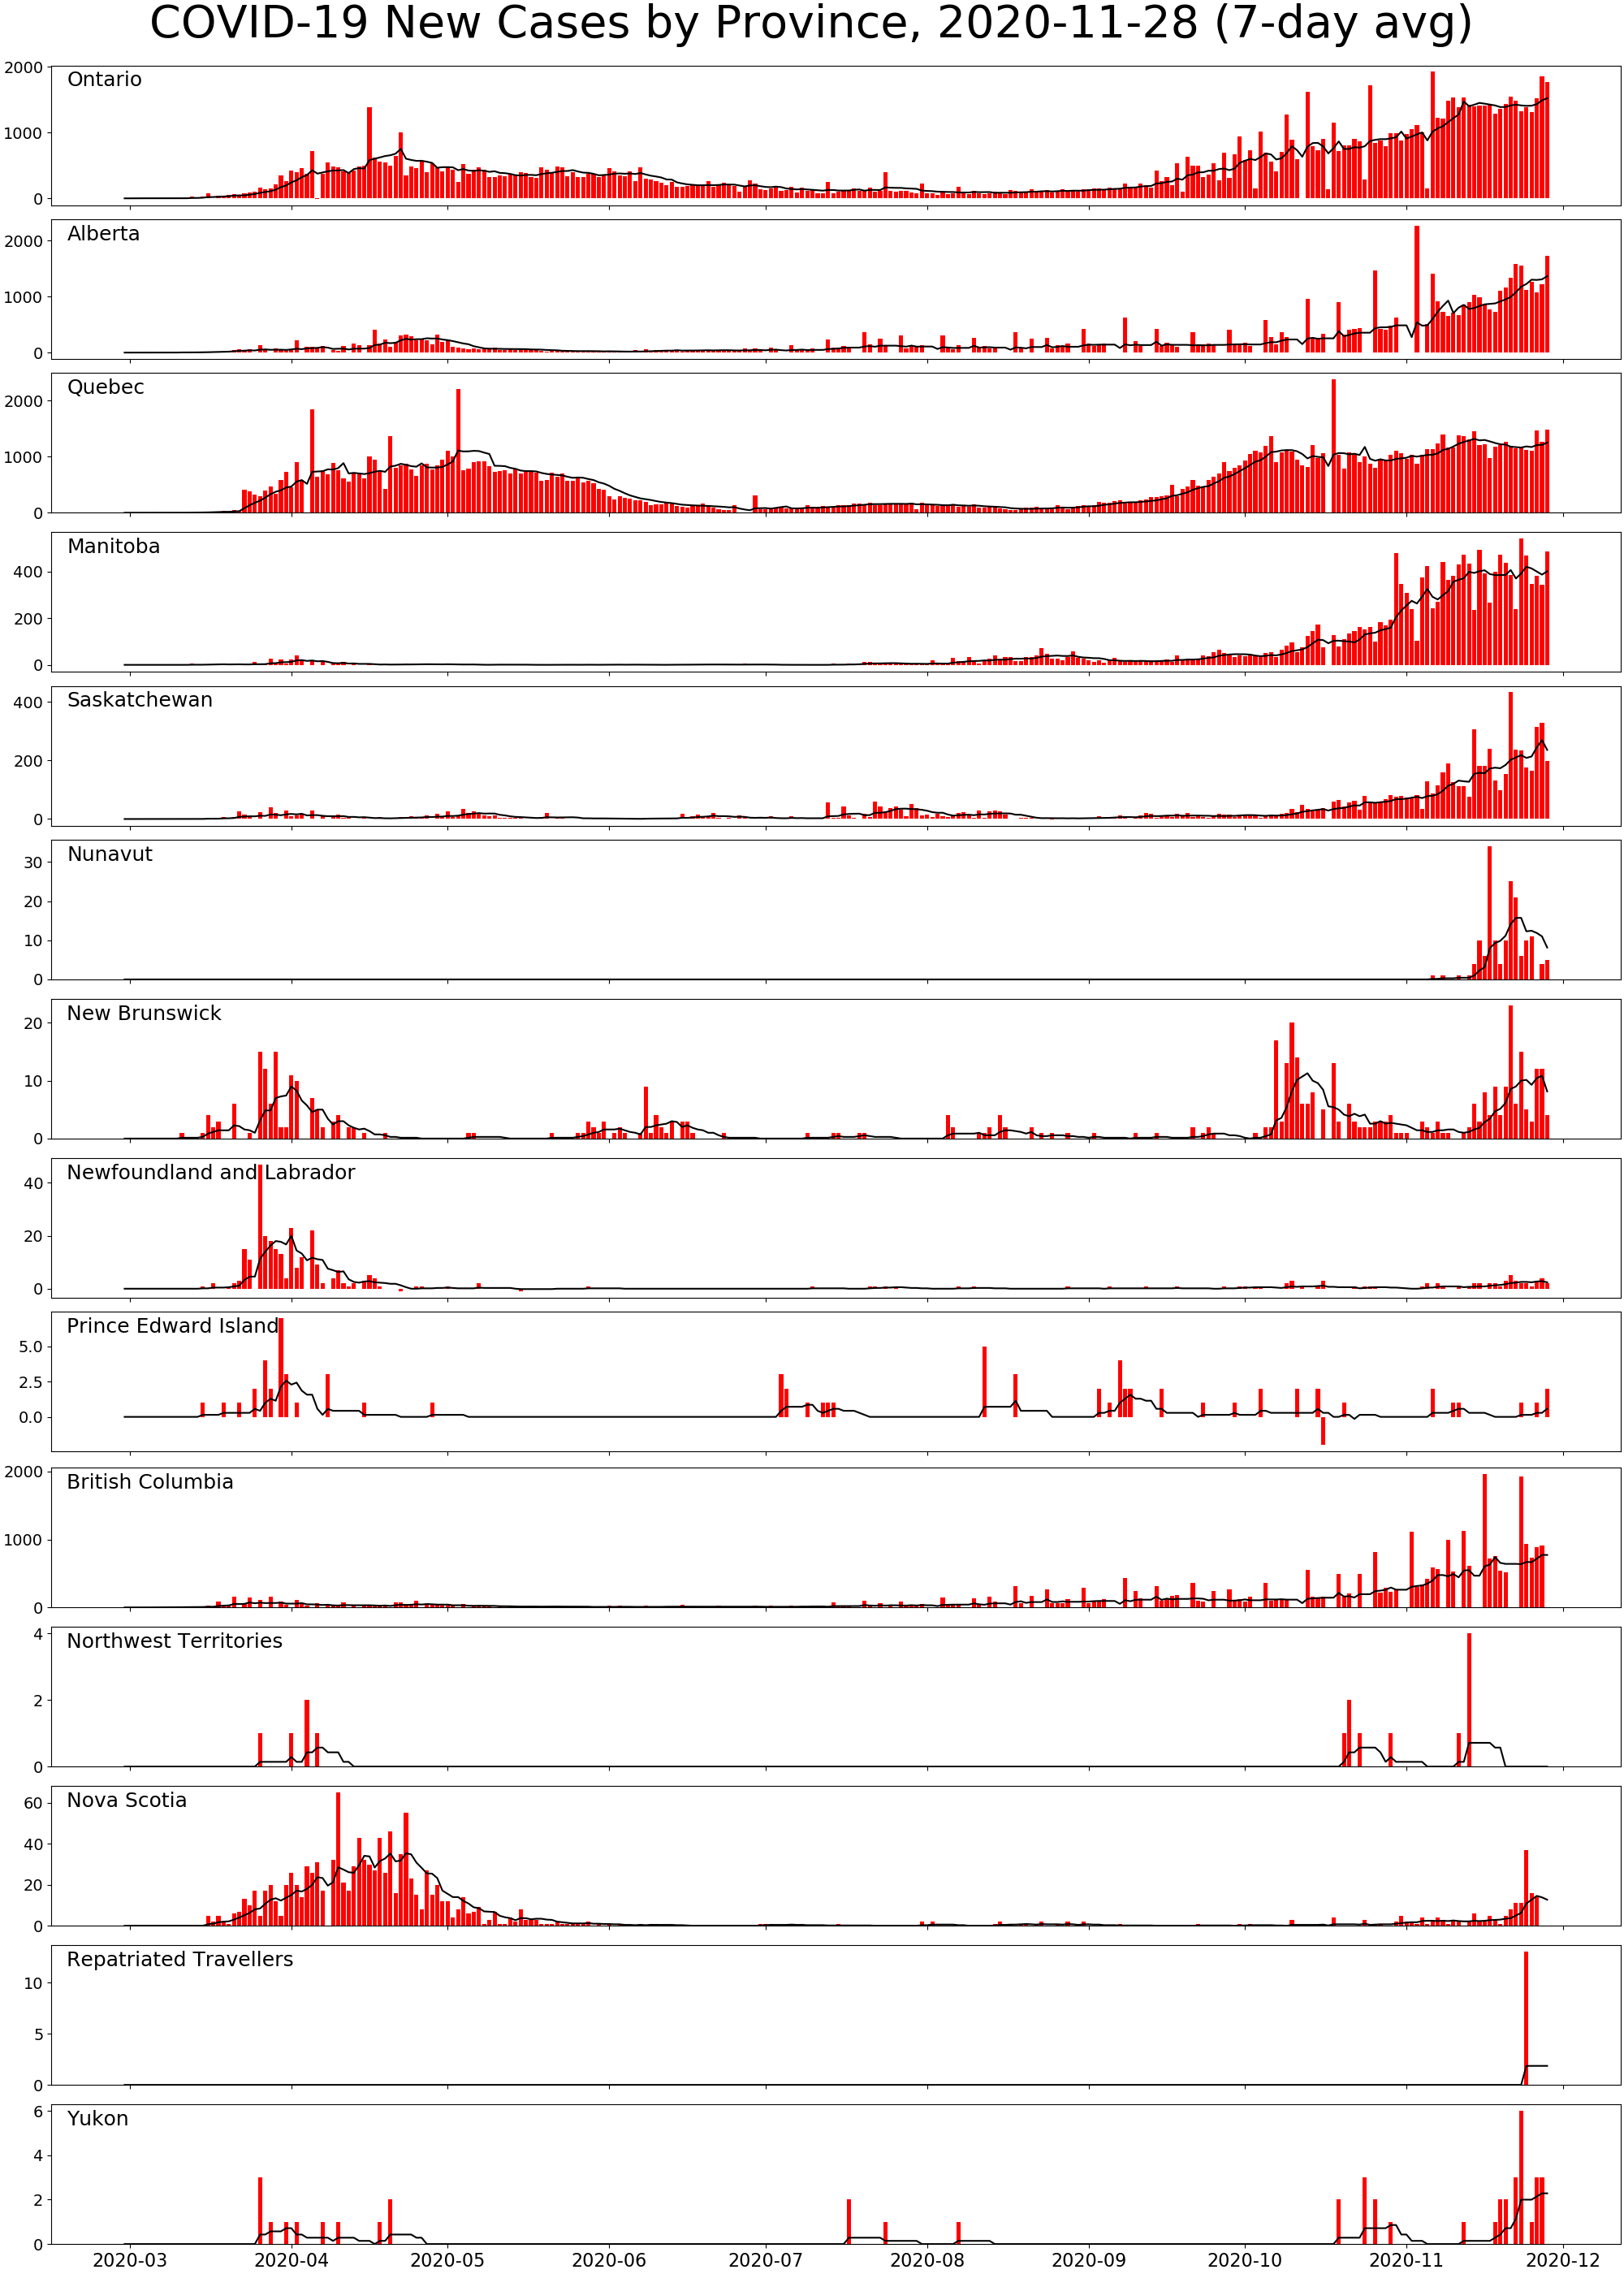 COVID-19 New Cases by Province, 2020-11-28 (7-day avg)
2000
1000
0
Ontario
2000
1000
0
Alberta
2000
1000
0
Quebec
400
200
0
Manitoba
400
200
0
Saskatchewan
30
20
10
0
Nunavut
20
10
0
New Brunswick
40
20
0
Newfoundland and Labrador
5.0
2.5
0.0
Prince Edward Island
2000
1000
0
British Columbia
4
2
0
Northwest Territories
60
40
20
0
Nova Scotia
10
5
0
Repatriated Travellers
6
4
2
0
Yukon
2020-03 2020-04 2020-05 2020-06 2020-07 2020-08 2020-09 2020-10 2020-11 2020-12